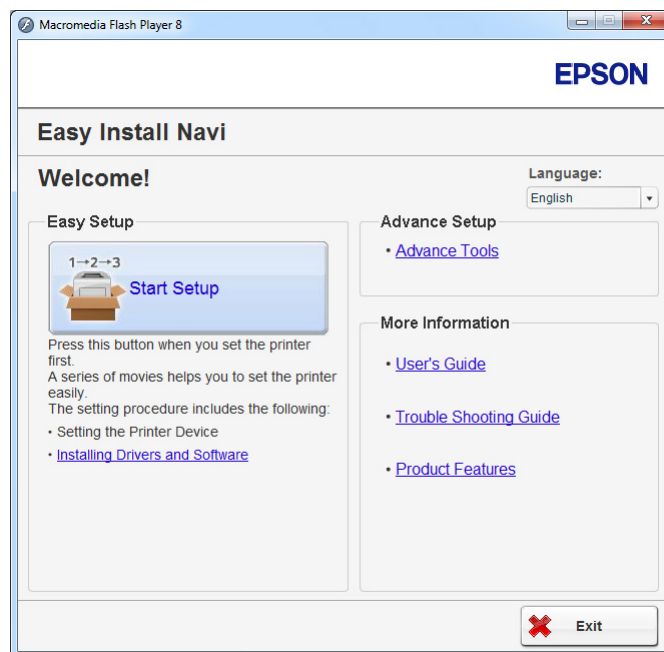 Macromedia Flash Player 8
EPSON
Easy Install Navi
Welcome!
Language:
English
Easy Setup
1→2→3
Start Setup
Press this button when you set the printer
first.
A series of movies helps you to set the printer
easily.
The setting procedure includes the following:
• Setting the Printer Device
• Installing Drivers and Software
Advance Setup
• Advance Tools
More Information
• User's Guide
• Trouble Shooting Guide
• Product Features
Exit